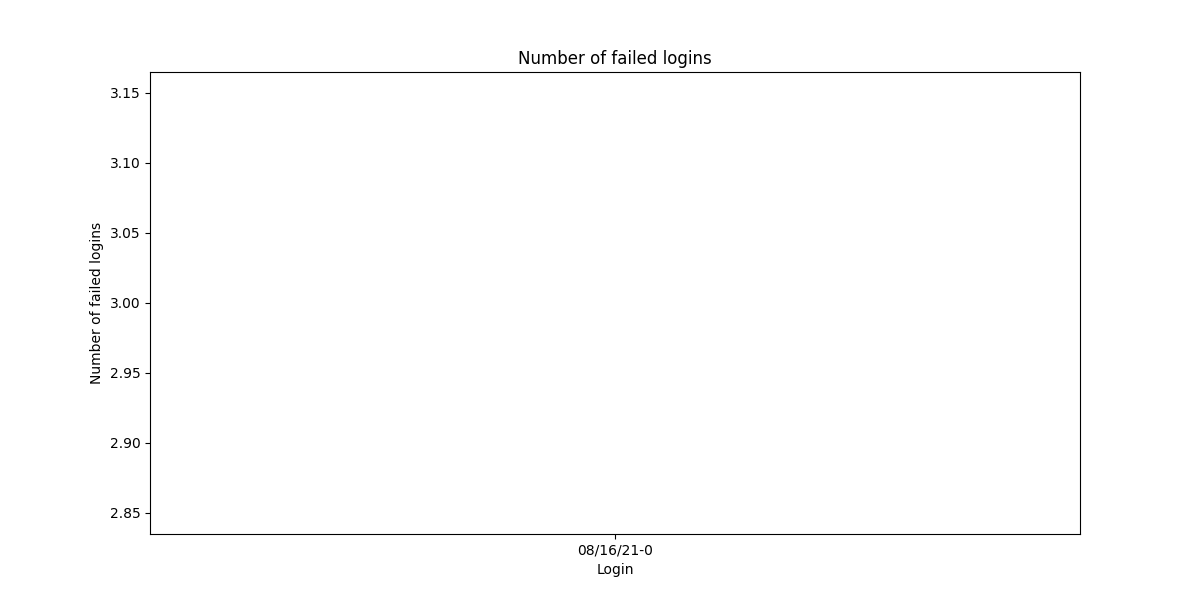 Number of failed logins
3.15
3.10
3.05
3.00
2.95
2.90
2.85
Number of failed logins
08/16/21-0
Login